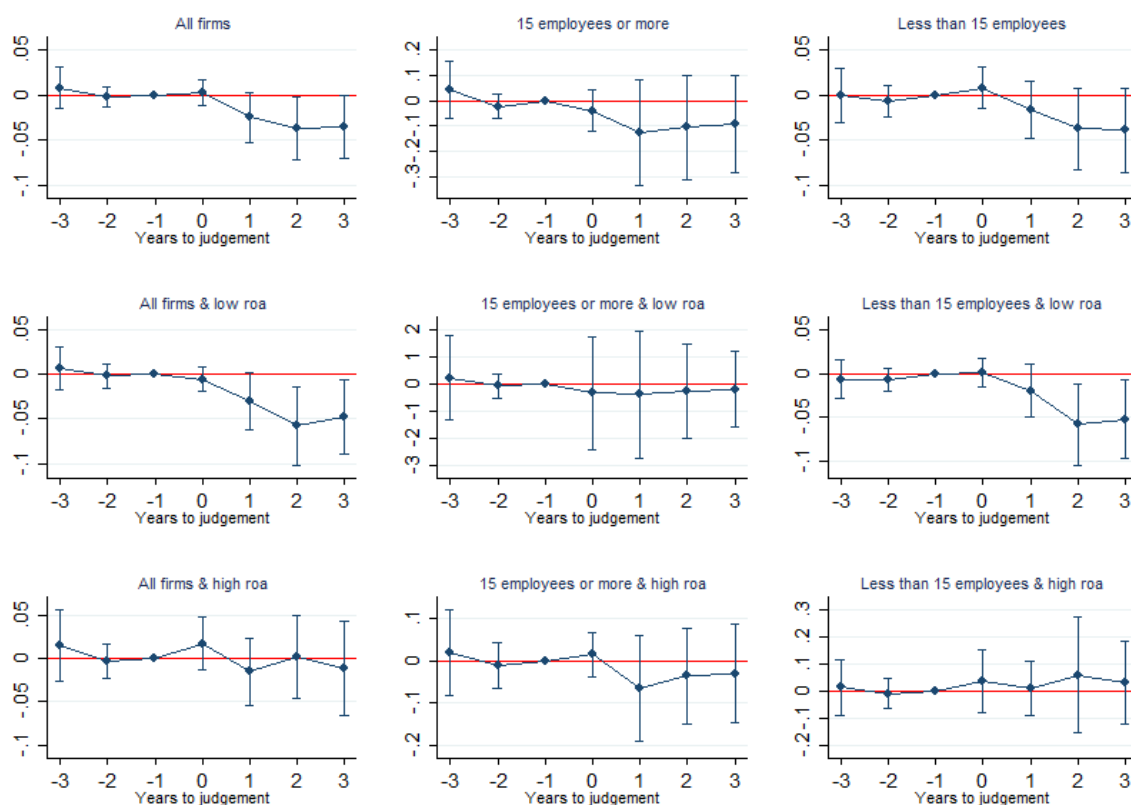 All firms
-.1 -.05 0 .05
-3 -2 -1 0 1 2 3
Years to judgement
15 employees or more
-.3 -.2 -.1 0 .1 .2
-3 -2 -1 0 1 2 3
Years to judgement
Less than 15 employees
-.1 -.05 0 .05
-3 -2 -1 0 1 2 3
Years to judgement
All firms & low roa
-.1 -.05 0 .05
-3 -2 -1 0 1 2 3
Years to judgement
15 employees or more & low roa
-3 -2 -1 0 1 2
-3 -2 -1 0 1 2 3
Years to judgement
Less than 15 employees & low roa
-.1 -.05 0 .05
-3 -2 -1 0 1 2 3
Years to judgement
All firms & high roa
-.1 -.05 0 .05
-3 -2 -1 0 1 2 3
Years to judgement
15 employees or more & high roa
-.2 -.1 0 .1
-3 -2 -1 0 1 2 3
Years to judgement
Less than 15 employees & high roa
-.2 -.1 0 .1 .2 .3
-3 -2 -1 0 1 2 3
Years to judgement